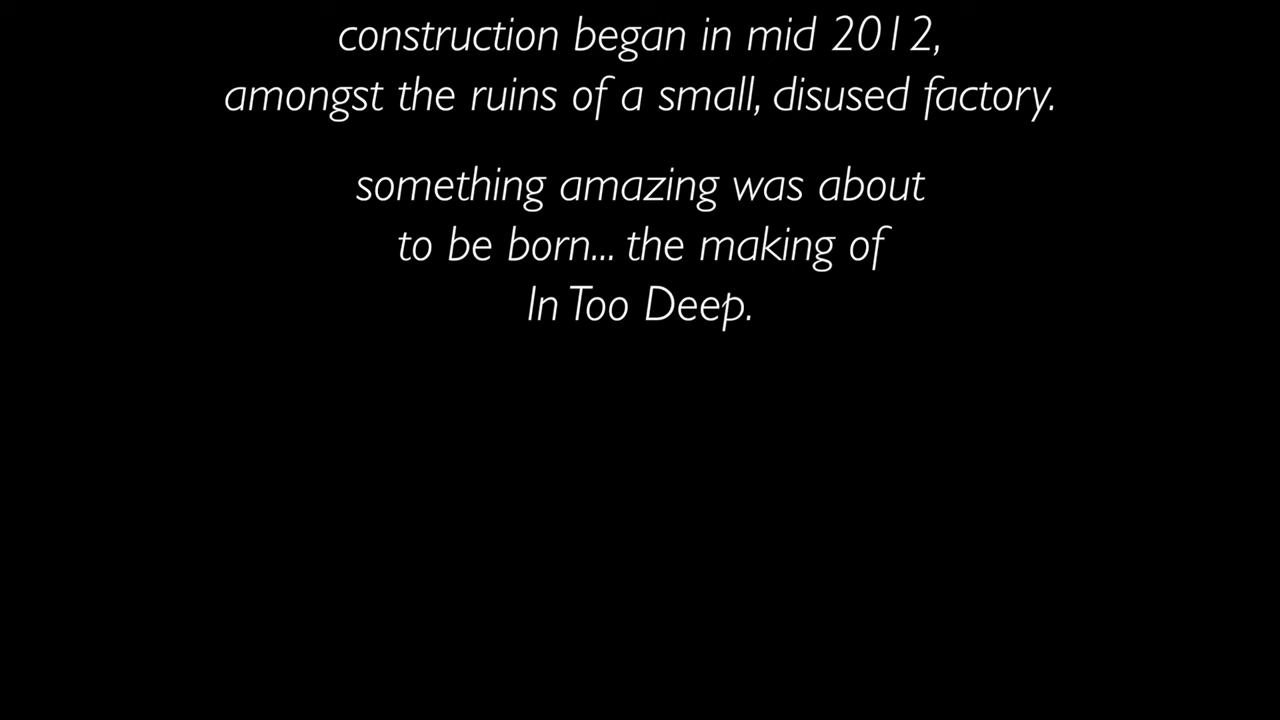 construction began in mid 2012,
amongst the ruins of a small, disused factory.
something amazing was about
to be born... the making of
In Too Deep.